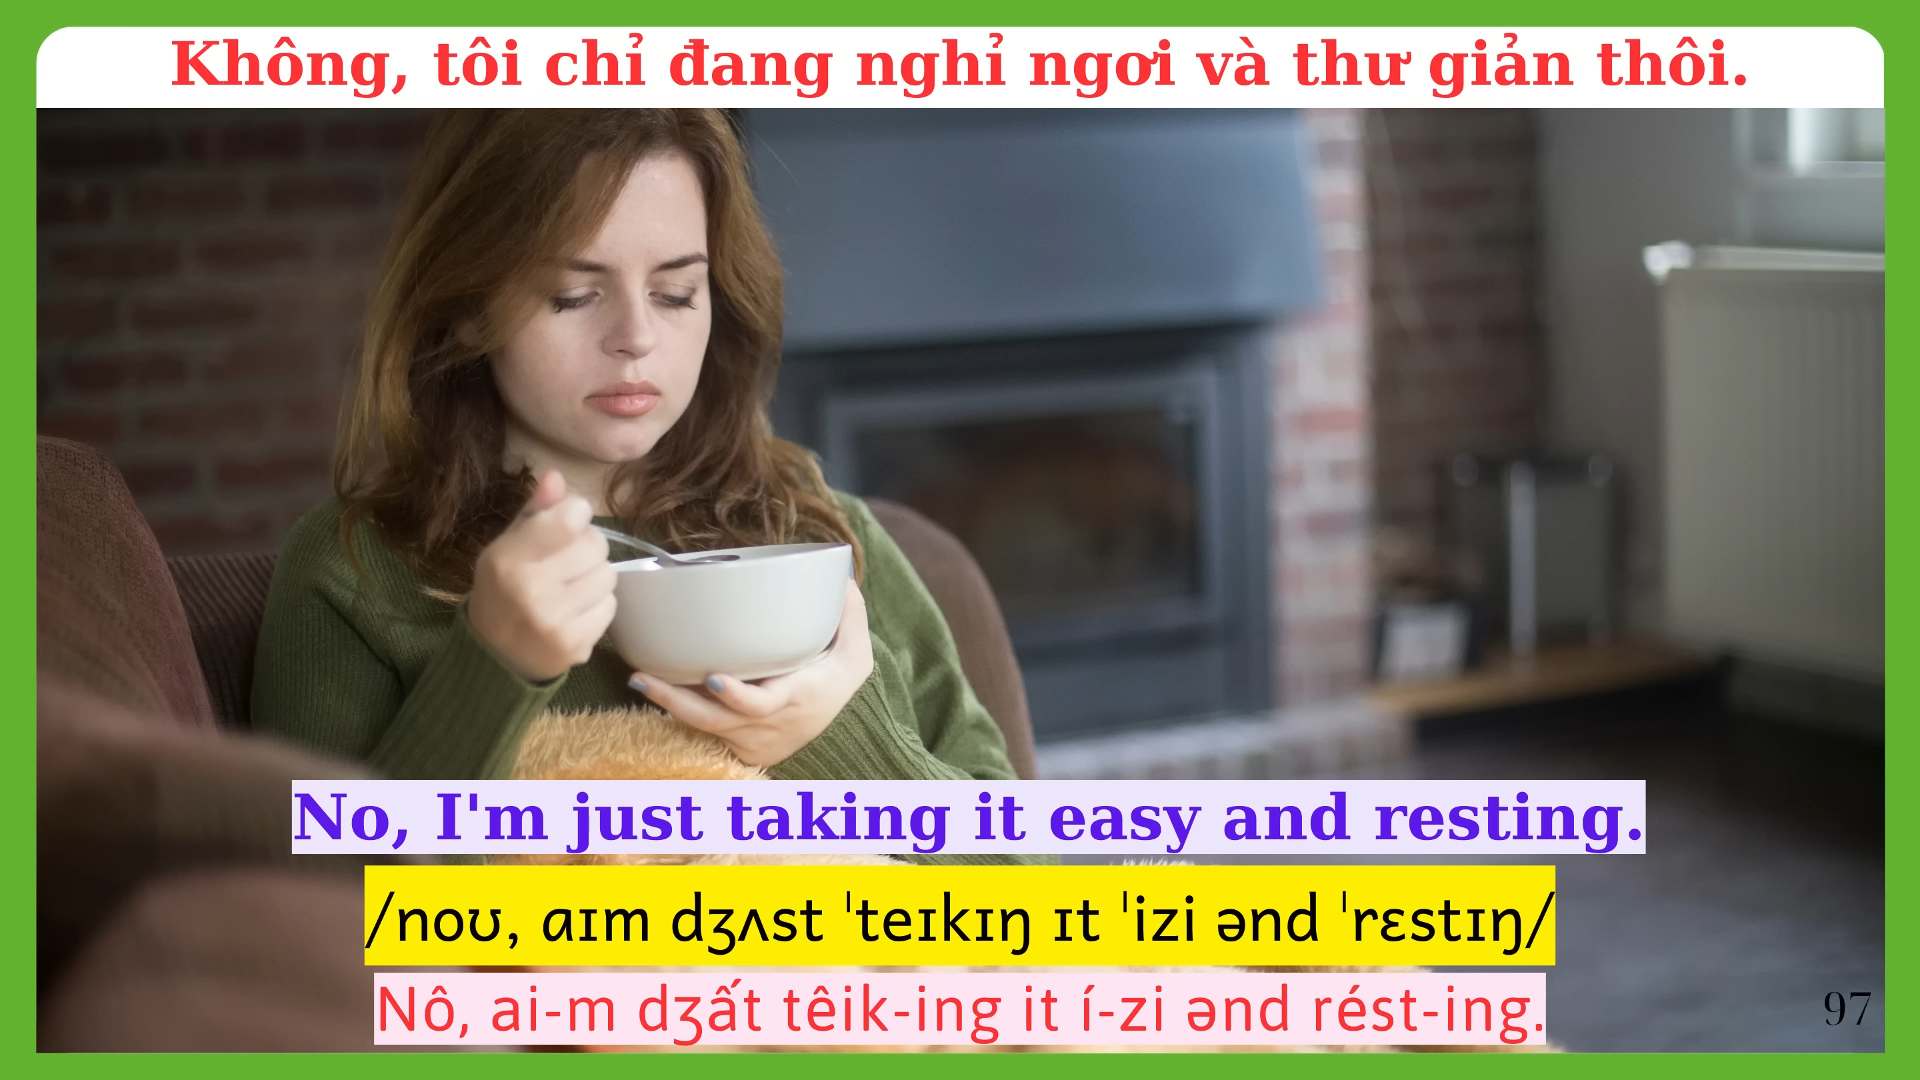 Không, tôi chỉ đang nghỉ ngơi và thư giản thôi.
No, I'm just taking it easy and resting.
/noʊ, aɪm dʒʌst ˈteɪkɪŋ ɪt ˈizi ənd ˈrɛstɪŋ/
Nô, ai-m dʒất têik-ing it í-zi ənd rést-ing.
97